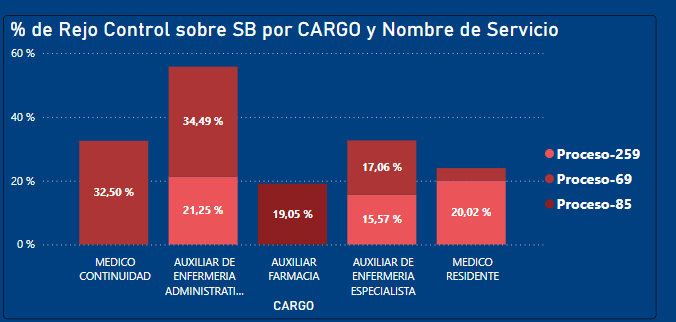 % de Rejo Control sobre SB por CARGO y Nombre de Servicio
60 %
40 %
20 %
0 %
32,50 %
34,49 %
21,25 %
19,05 %
17,06 %
15,57 %
20,02 %
MEDICO
CONTINUIDAD
AUXILIAR DE
ENFERMERIA
ADMINISTRATI...
AUXILIAR
FARMACIA
AUXILIAR DE
ENFERMERIA
ESPECIALISTA
MEDICO
RESIDENTE
CARGO
Proceso-259
Proceso-69
Proceso-85